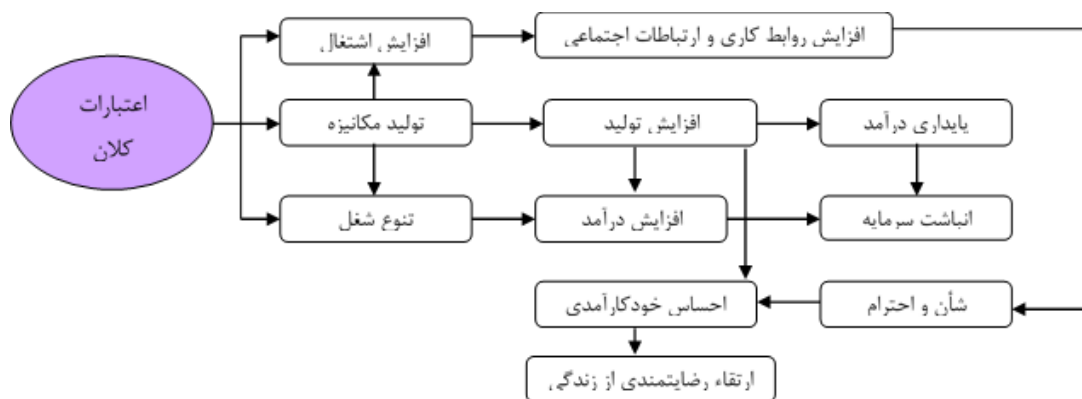 افزایش روابط کاری و ارتباطات اجتماعی
افزایش اشتغال
اعتبارات
کلان
تولید مکانیزه
افزایش تولید
پایداری درآمد
تنوع شغل
افزایش درآمد
انباشت سرمایه
شأن و احترام
احساس خودکارآمدی
ارتقاء رضایتمندی از زندگی